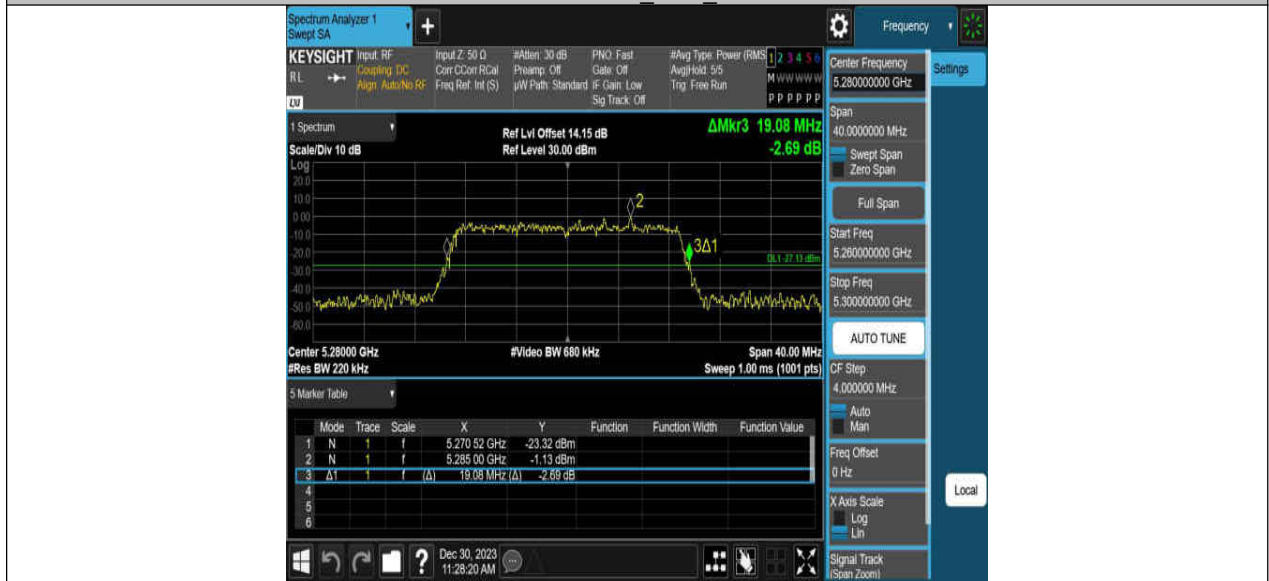 Spectrum Analyzer 1
Swept SA
+
Frequency
KEYSIGHT
RL
Input: RF
Coupling: DC
Align: Auto/No RF
Input Z: 50 Ω
Corr CCorr RCal
Freq Ref: Int (S)
#Atten: 30 dB
Preamp: Off
µW Path: Standard
PNO: Fast
Gate: Off
IF Gain: Low
Sig Track: Off
#Avg Type: Power (RMS
Avg|Hold: 5/5
Trig: Free Run
1 2 3 4 5 6
M W W W W W
P P P P P P
Center Frequency
5.280000000 GHz
Settings
Span
40.0000000 MHz
Swept Span
Zero Span
Full Span
Start Freq
5.260000000 GHz
Stop Freq
5.300000000 GHz
AUTO TUNE
CF Step
4.000000 MHz
Auto
Man
Freq Offset
0 Hz
X Axis Scale
Log
Lin
Signal Track
(Span Zoom)
Local
1 Spectrum
Scale/Div 10 dB
Ref Lvl Offset 14.15 dB
Ref Level 30.00 dBm
ΔMkr3 19.08 MHz
-2.69 dB
Log
20.0
10.0
0.00
-10.0
-20.0
-30.0
-40.0
-50.0
-60.0
2
3Δ1
DL1 -27.13 dBm
Center 5.28000 GHz
#Video BW 680 kHz
Span 40.00 MHz
#Res BW 220 kHz
Sweep 1.00 ms (1001 pts)
5 Marker Table
Mode Trace Scale X Y Function Function Width Function Value
1 N 1 f 5.270 52 GHz -23.32 dBm
2 N 1 f 5.285 00 GHz -1.13 dBm
3 Δ1 1 f (Δ) 19.08 MHz (Δ) -2.69 dB
4
5
6
?
Dec 30, 2023
11:28:20 AM